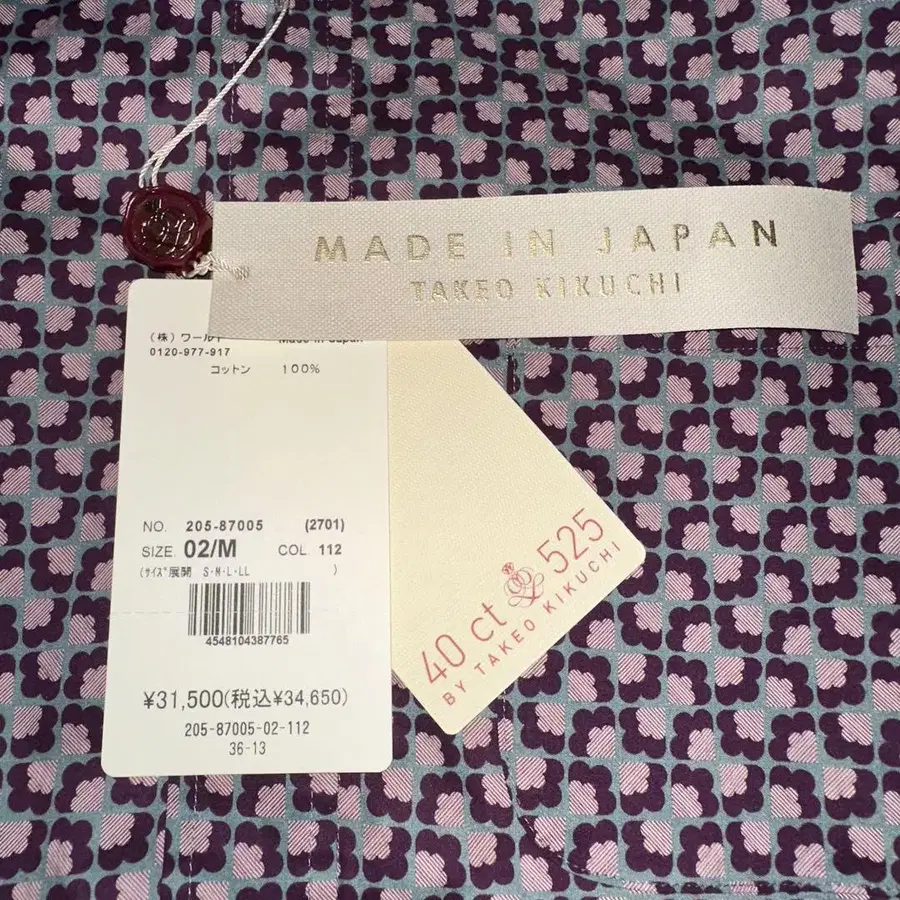 MADE IN JAPAN
TAKEO KIKUCHI
(株) ワールド
0120-977-917
コットン 100%
NO. 205-87005 (2701)
SIZE. 02/M COL. 112
(ｻｲｽﾞ展開 S･M･L･LL )
4548104387765
¥31,500(税込¥34,650)
205-87005-02-112
36-13
40 ct & 525
BY TAKEO KIKUCHI